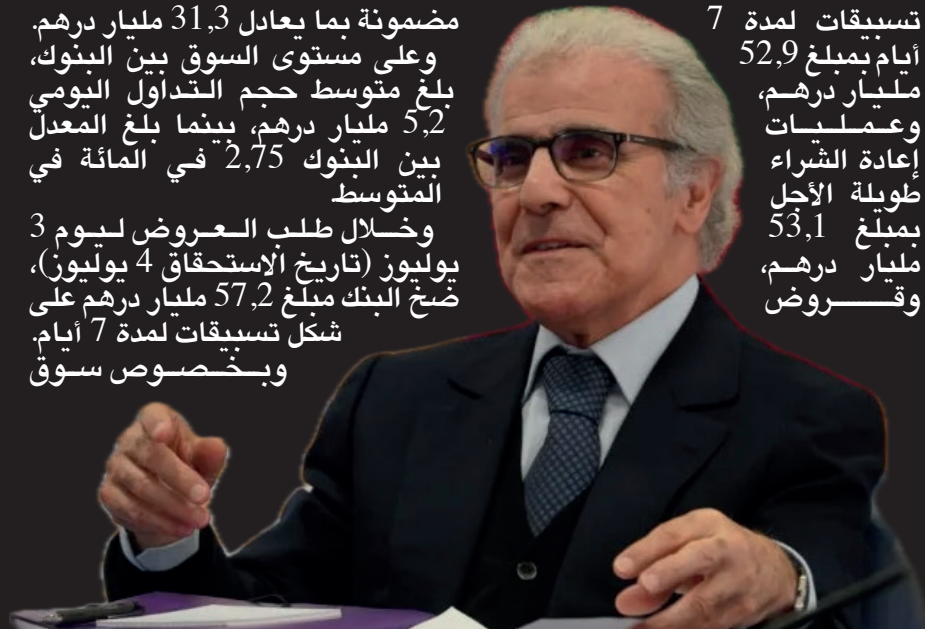 تسبيقات لمدة 7
أيام بمبلغ 52,9
مليار درهم،
وعمليات
إعادة الشراء
طويلة الأجل
بمبلغ 53,1
مليار درهم،
وقروض
مضمونة بما يعادل 31,3 مليار درهم.
وعلى مستوى السوق بين البنوك،
بلغ متوسط حجم التداول اليومي
5,2 مليار درهم، بينما بلغ المعدل
بين البنوك 2,75 في المائة في
المتوسط
وخلال طلب العروض ليوم 3
يوليوز (تاريخ الاستحقاق 4 يوليوز)،
ضخ البنك مبلغ 57,2 مليار درهم على
شكل تسبيقات لمدة 7 أيام.
وبخصوص سوق